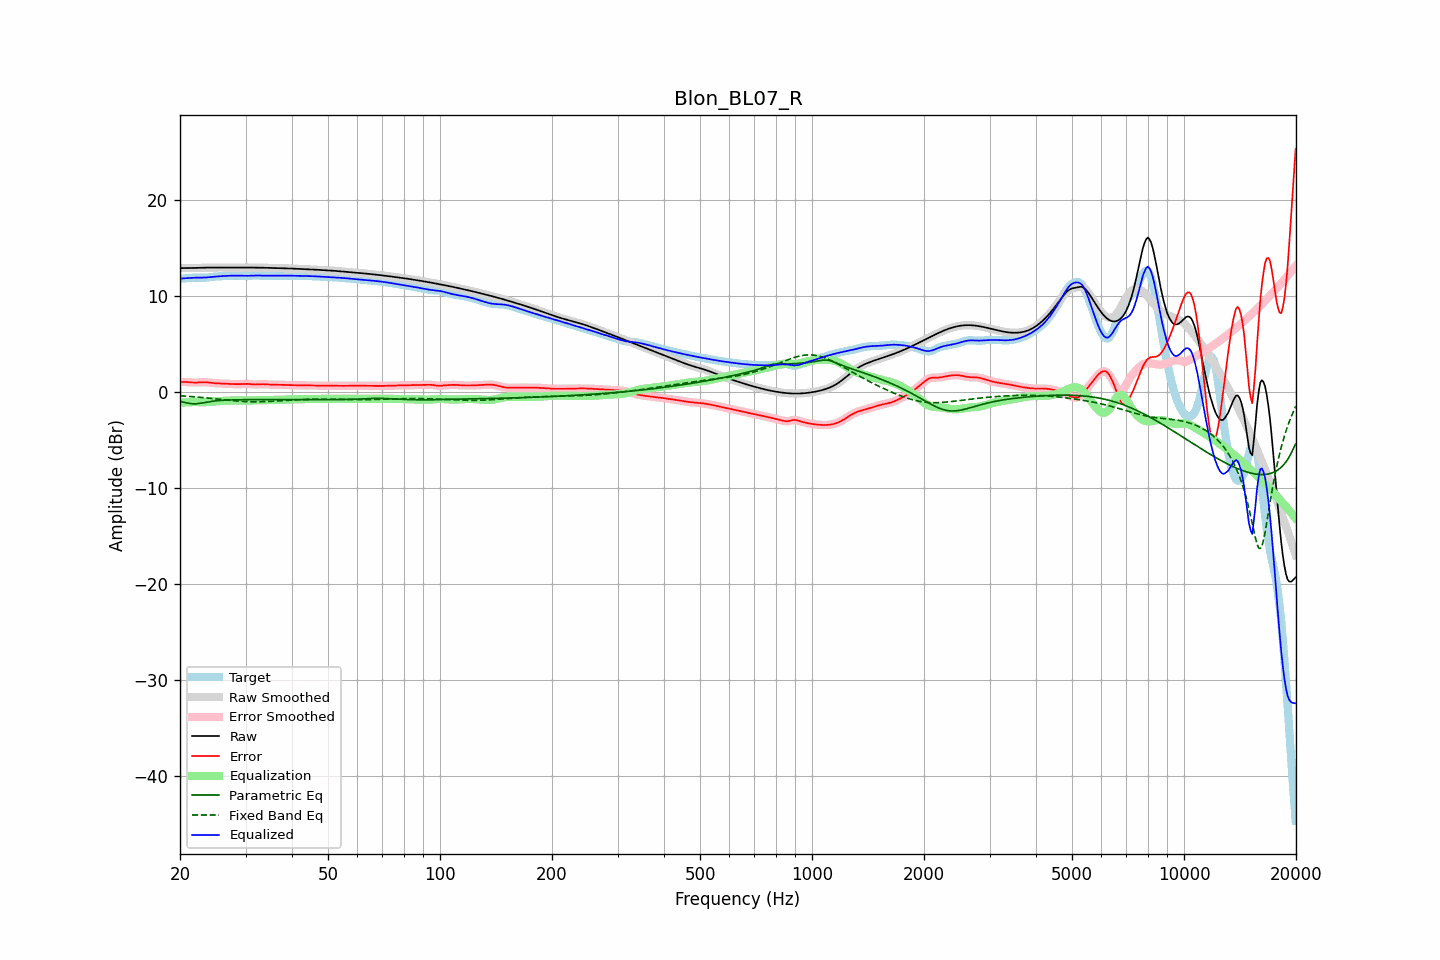 Blon_BL07_R
Amplitude (dBr)
20
10
0
−10
−20
−30
−40
Target
Raw Smoothed
Error Smoothed
Raw
Error
Equalization
Parametric Eq
Fixed Band Eq
Equalized
20 50 100 200 500 1000 2000 5000 10000 20000
Frequency (Hz)